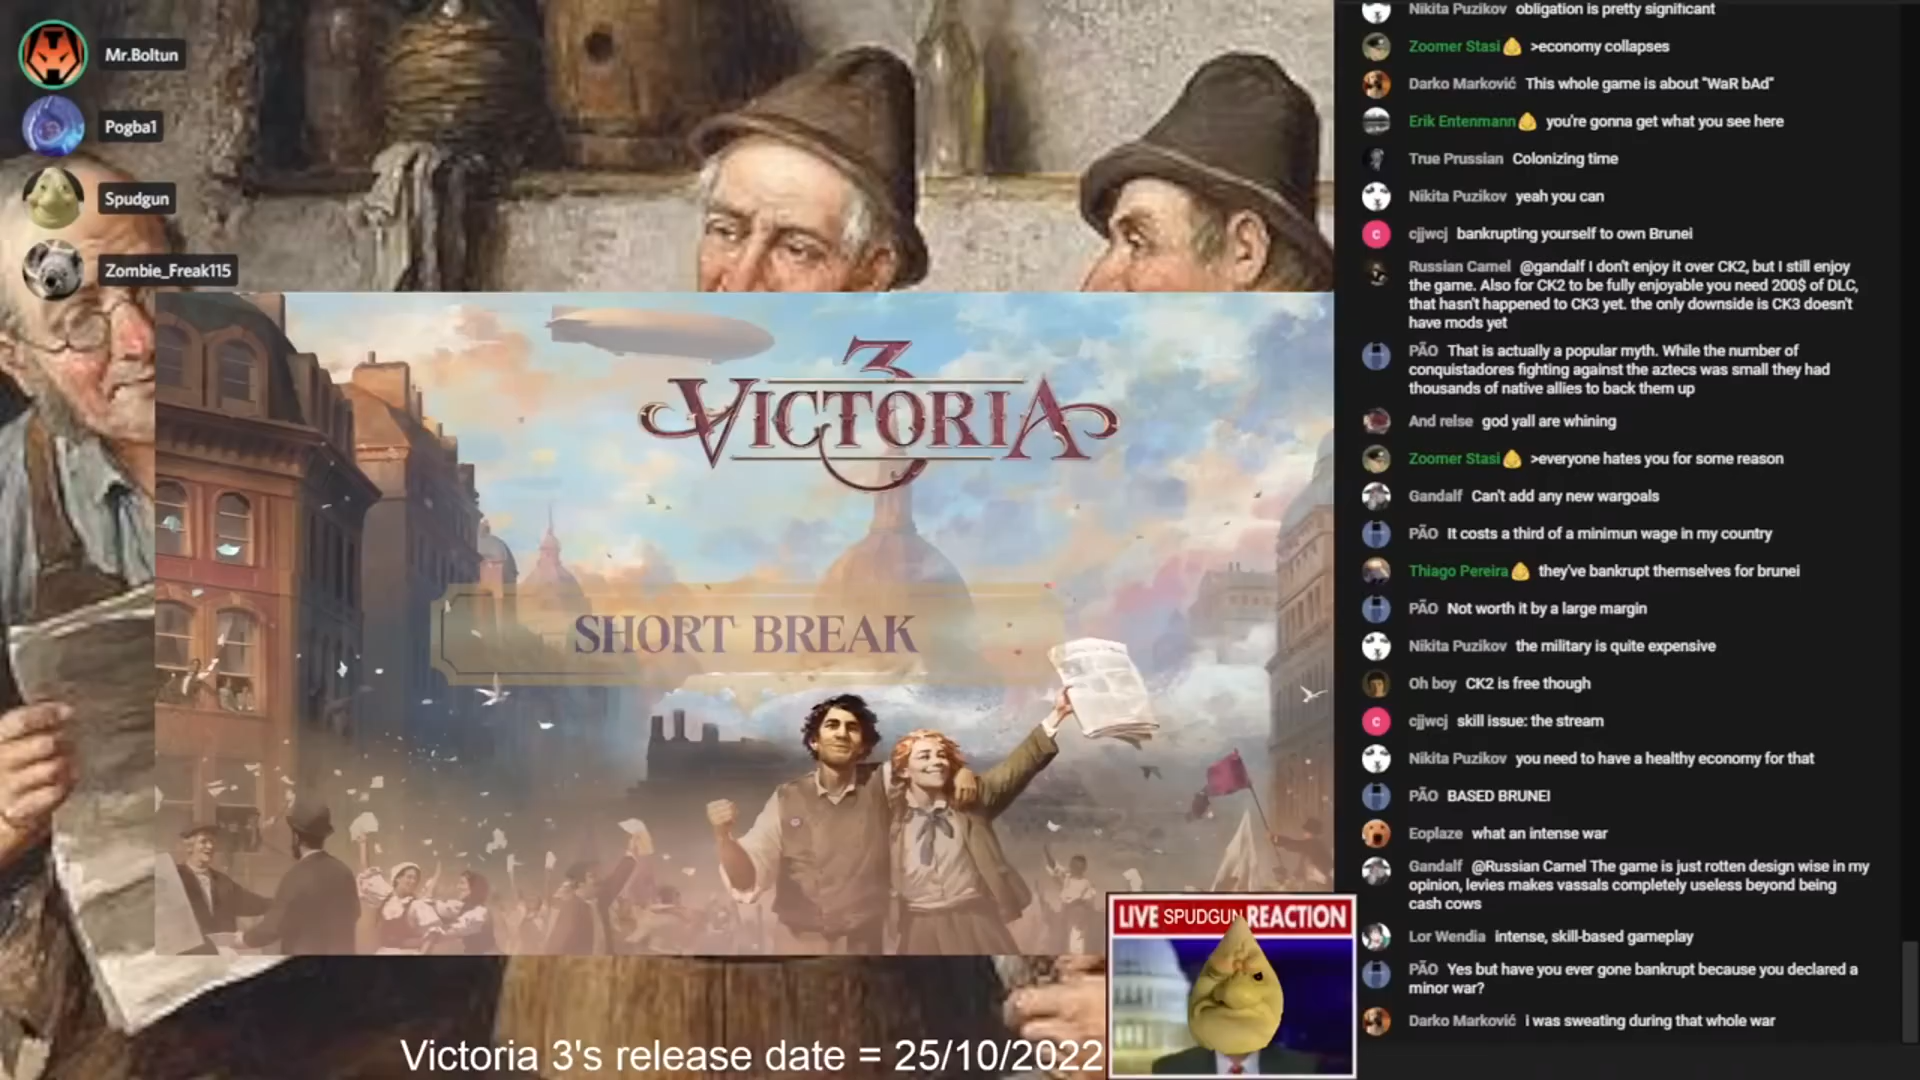 Mr.Boltun
Pogba1
Spudgun
Zombie_Freak115
3
VICTORIA
SHORT BREAK
LIVE SPUDGUN REACTION
Victoria 3's release date = 25/10/2022
Nikita Puzikov obligation is pretty significant
Zoomer Stasi >economy collapses
Darko Marković This whole game is about "WaR bAd"
Erik Entenmann you're gonna get what you see here
True Prussian Colonizing time
Nikita Puzikov yeah you can
C cjjwcj bankrupting yourself to own Brunei
Russian Camel @gandalf I don't enjoy it over CK2, but I still enjoy
the game. Also for CK2 to be fully enjoyable you need 200$ of DLC,
that hasn't happened to CK3 yet. the only downside is CK3 doesn't
have mods yet
PÃO That is actually a popular myth. While the number of
conquistadores fighting against the aztecs was small they had
thousands of native allies to back them up
And relse god yall are whining
Zoomer Stasi >everyone hates you for some reason
Gandalf Can't add any new wargoals
PÃO It costs a third of a minimun wage in my country
Thiago Pereira they've bankrupt themselves for brunei
PÃO Not worth it by a large margin
Nikita Puzikov the military is quite expensive
Oh boy CK2 is free though
C cjjwcj skill issue: the stream
Nikita Puzikov you need to have a healthy economy for that
PÃO BASED BRUNEI
Eoplaze what an intense war
Gandalf @Russian Camel The game is just rotten design wise in my
opinion, levies makes vassals completely useless beyond being
cash cows
Lor Wendia intense, skill-based gameplay
PÃO Yes but have you ever gone bankrupt because you declared a
minor war?
Darko Marković i was sweating during that whole war